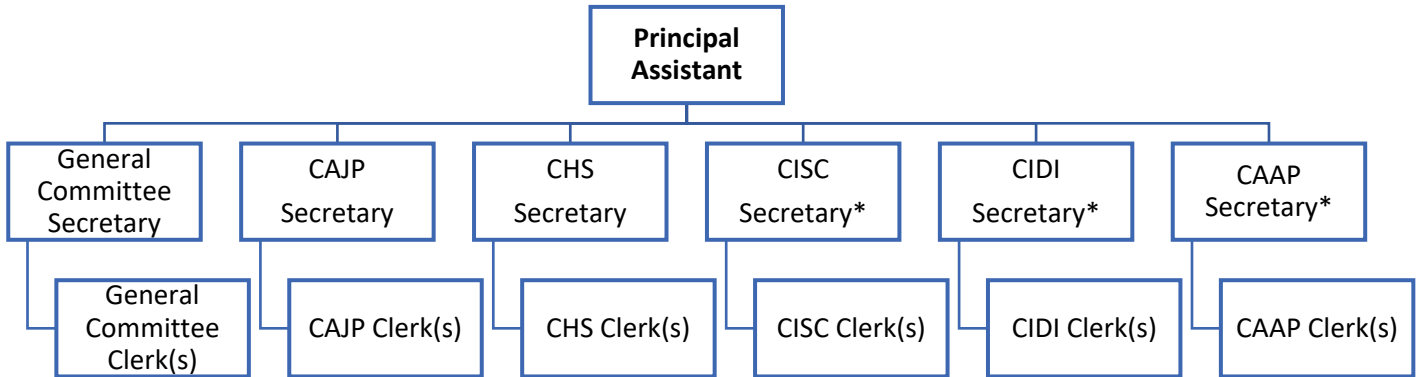 Principal
Assistant
General
Committee
Secretary
CAJP
Secretary
CHS
Secretary
CISC
Secretary*
CIDI
Secretary*
CAAP
Secretary*
General
Committee
Clerk(s)
CAJP Clerk(s)
CHS Clerk(s)
CISC Clerk(s)
CIDI Clerk(s)
CAAP Clerk(s)